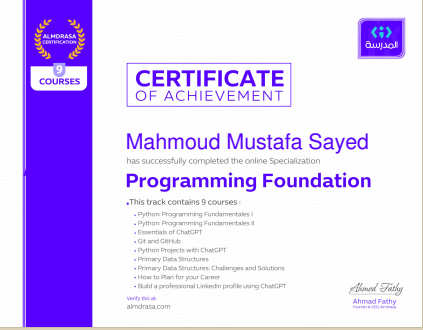 ALMDRASA
CERTIFICATION
9
COURSES
المدرسة
CERTIFICATE
OF ACHIEVEMENT
Mahmoud Mustafa Sayed
has successfully completed the online Specialization
Programming Foundation
•This track contains 9 courses :
• Python Programming Fundamentales I
• Python Programming Fundamentales II
• Essentials of ChatGPT
• Git and GitHub
• Python Projects with ChatGPT
• Primary Data Structures
• Primary Data Structures: Challenges and Solutions
• How to Plan for your Career
• Build a professional LinkedIn profile using ChatGPT
Verify this at:
almdrasa.com
Ahmed Fathy
Ahmad Fathy
Founder & CEO, Almdrasa